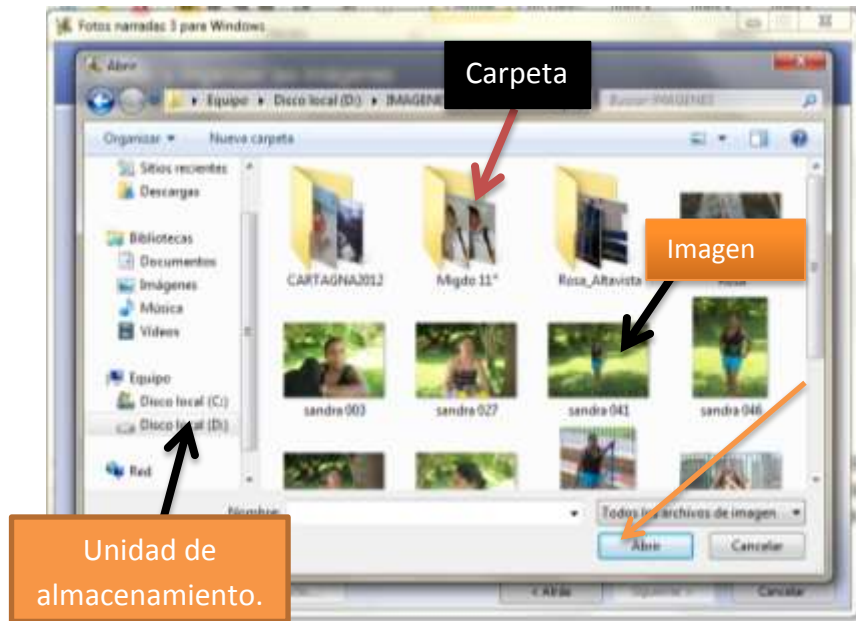 Fotos narradas 3 para Windows
Abrir
Carpeta
Equipo Disco local (D:)
Buscar IMAGENES
Organizar Nueva carpeta
Sitios recientes
Descargas
Bibliotecas
Documentos
Imágenes
Música
Vídeos
Equipo
Disco local (C:)
Disco local (D:)
Red
CARTAGNA2012
Migdo 11°
Rosa_Altavista
Imagen
sandra 003
sandra 027
sandra 041
sandra 046
Nombre:
Todos los archivos de imagen
Abrir
Cancelar
Unidad de
almacenamiento.
< Atrás
Siguiente >
Cancelar